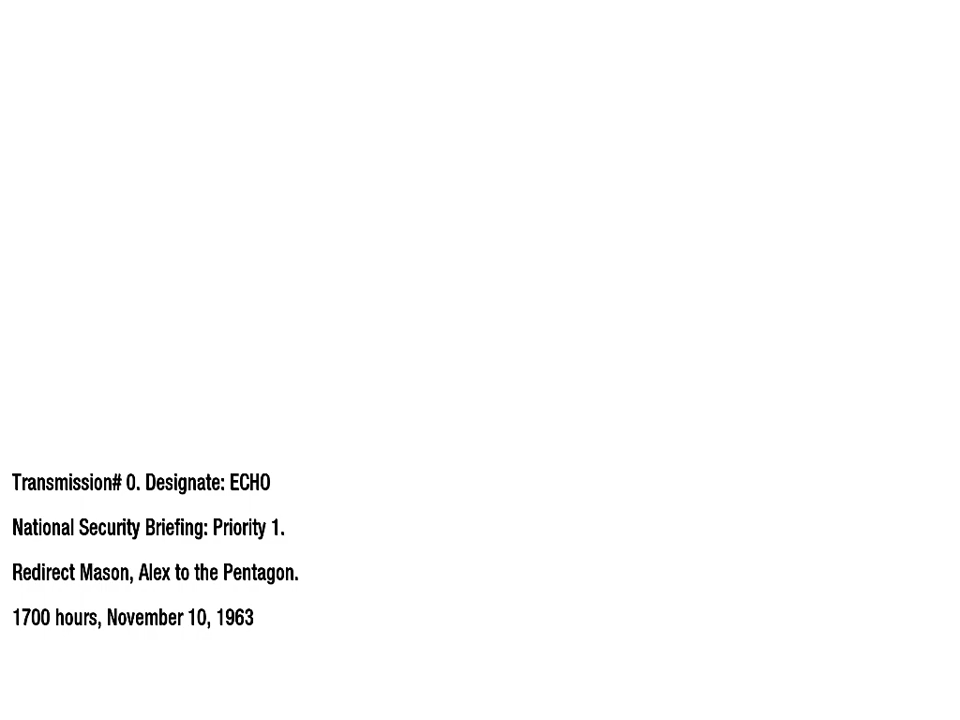 Transmission# 0. Designate: ECHO
National Security Briefing: Priority 1.
Redirect Mason, Alex to the Pentagon.
1700 hours, November 10, 1963